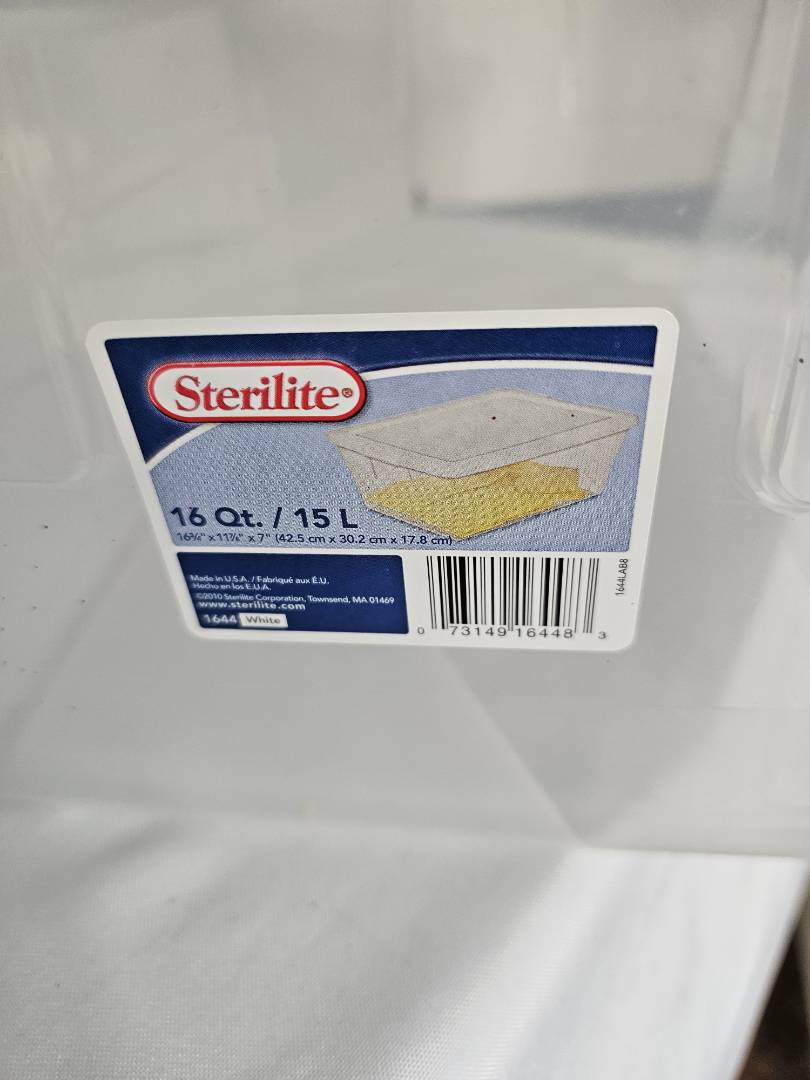 Sterilite®
16 Qt. / 15 L
16¾" x 11⅞" x 7" (42.5 cm x 30.2 cm x 17.8 cm)
Made in U.S.A. / Fabriqué aux É.U.
Hecho en los E.U.A.
©2010 Sterilite Corporation, Townsend, MA 01469
www.sterilite.com
1644 White
0 73149 16448 3
1644LAB8